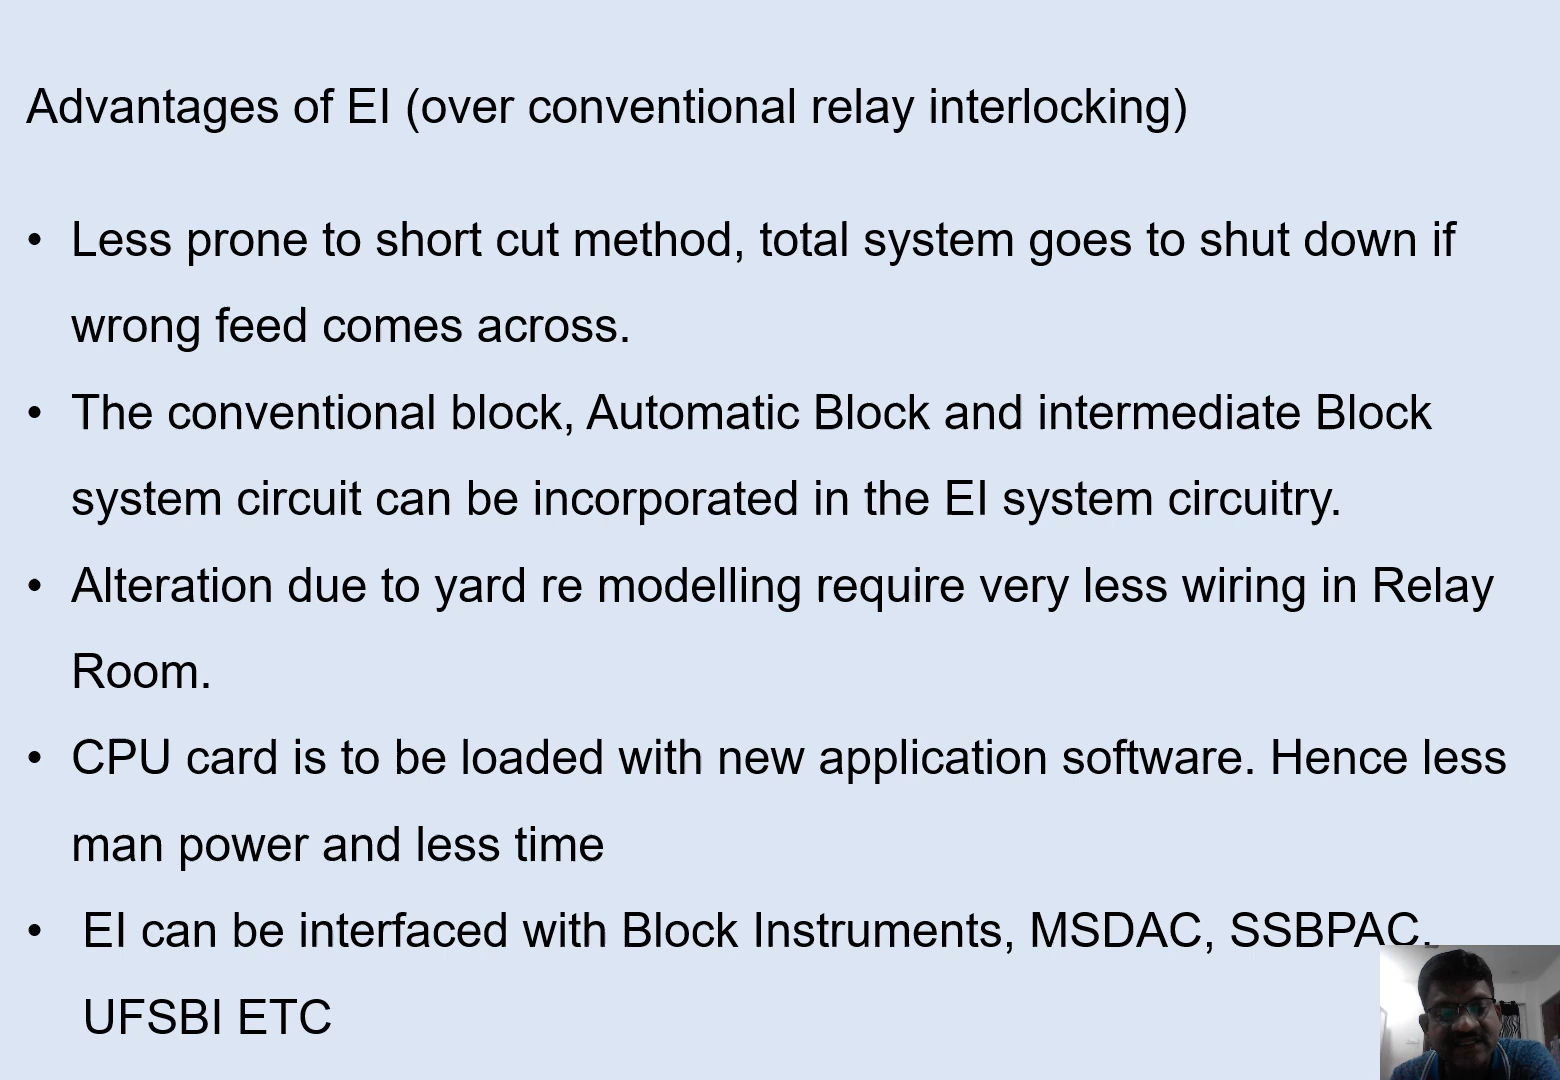 Advantages of EI (over conventional relay interlocking)
• Less prone to short cut method, total system goes to shut down if
wrong feed comes across.
• The conventional block, Automatic Block and intermediate Block
system circuit can be incorporated in the EI system circuitry.
• Alteration due to yard re modelling require very less wiring in Relay
Room.
• CPU card is to be loaded with new application software. Hence less
man power and less time
• EI can be interfaced with Block Instruments, MSDAC, SSBPAC,
UFSBI ETC